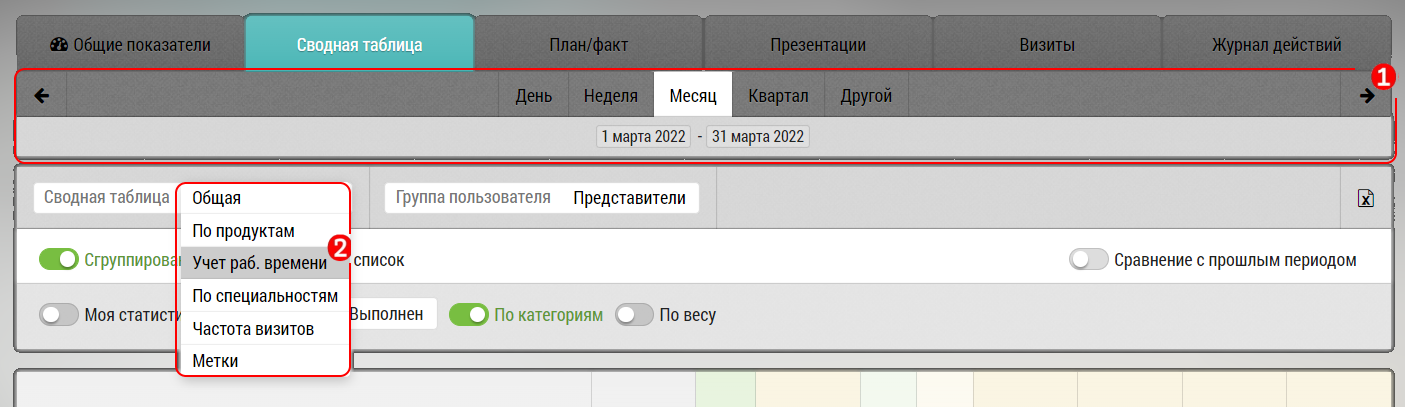 Общие показатели Сводная таблица План/факт Презентации Визиты Журнал действий
1
День Неделя Месяц Квартал Другой
1 марта 2022 - 31 марта 2022
Сводная таблица Общая Группа пользователя Представители
По продуктам
2
Сгруппирова Учет раб. времени список Сравнение с прошлым периодом
По специальностям
Моя статисти Выполнен По категориям По весу
Частота визитов
Метки